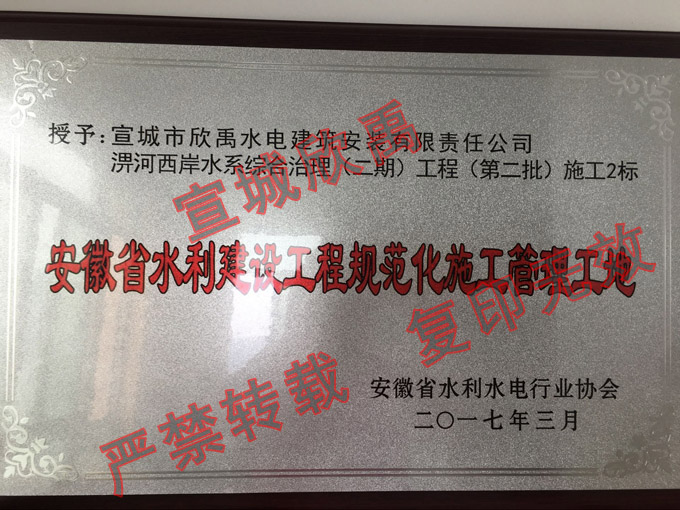 授予：宣城市欣禹水电建筑安装有限责任公司
淠河西岸水系综合治理（二期）工程（第二批）施工2标
安徽省水利建设工程规范化施工管理工地
安徽省水利水电行业协会
二〇一七年三月
宣城欣禹
严禁转载 复印无效